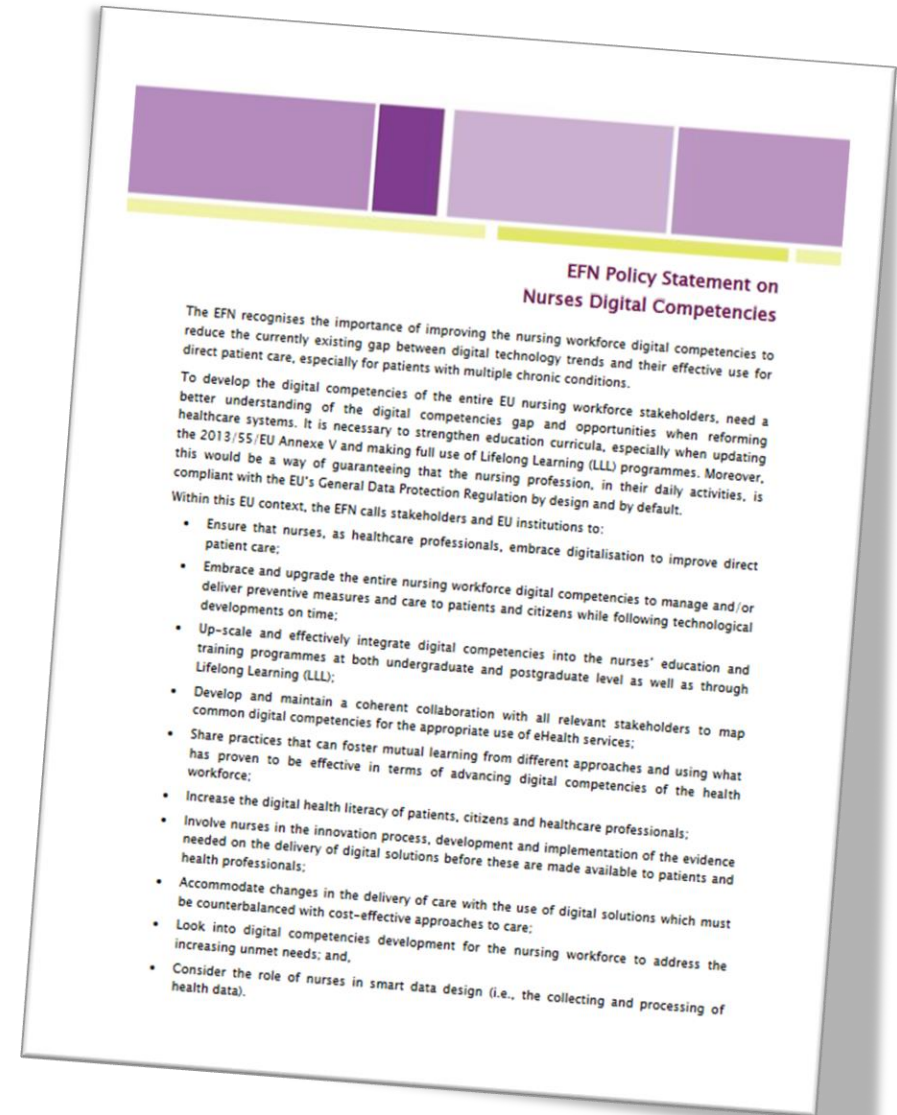 EFN Policy Statement on
Nurses Digital Competencies
The EFN recognises the importance of improving the nursing workforce digital competencies to
reduce the currently existing gap between digital technology trends and their effective use for
direct patient care, especially for patients with multiple chronic conditions.
To develop the digital competencies of the entire EU nursing workforce stakeholders, need a
better understanding of the digital competencies gap and opportunities when reforming
healthcare systems. It is necessary to strengthen education curricula, especially when updating
the 2013/55/EU Annexe V and making full use of Lifelong Learning (LLL) programmes. Moreover,
this would be a way of guaranteeing that the nursing profession, in their daily activities, is
compliant with the EU's General Data Protection Regulation by design and by default.
Within this EU context, the EFN calls stakeholders and EU institutions to:
• Ensure that nurses, as healthcare professionals, embrace digitalisation to improve direct
patient care;
• Embrace and upgrade the entire nursing workforce digital competencies to manage and/or
deliver preventive measures and care to patients and citizens while following technological
developments on time;
• Up-scale and effectively integrate digital competencies into the nurses' education and
training programmes at both undergraduate and postgraduate level as well as through
Lifelong Learning (LLL);
• Develop and maintain a coherent collaboration with all relevant stakeholders to map
common digital competencies for the appropriate use of eHealth services;
• Share practices that can foster mutual learning from different approaches and using what
has proven to be effective in terms of advancing digital competencies of the health
workforce;
• Increase the digital health literacy of patients, citizens and healthcare professionals;
• Involve nurses in the innovation process, development and implementation of the evidence
needed on the delivery of digital solutions before these are made available to patients and
health professionals;
• Accommodate changes in the delivery of care with the use of digital solutions which must
be counterbalanced with cost-effective approaches to care;
• Look into digital competencies development for the nursing workforce to address the
increasing unmet needs; and,
• Consider the role of nurses in smart data design (i.e., the collecting and processing of
health data).